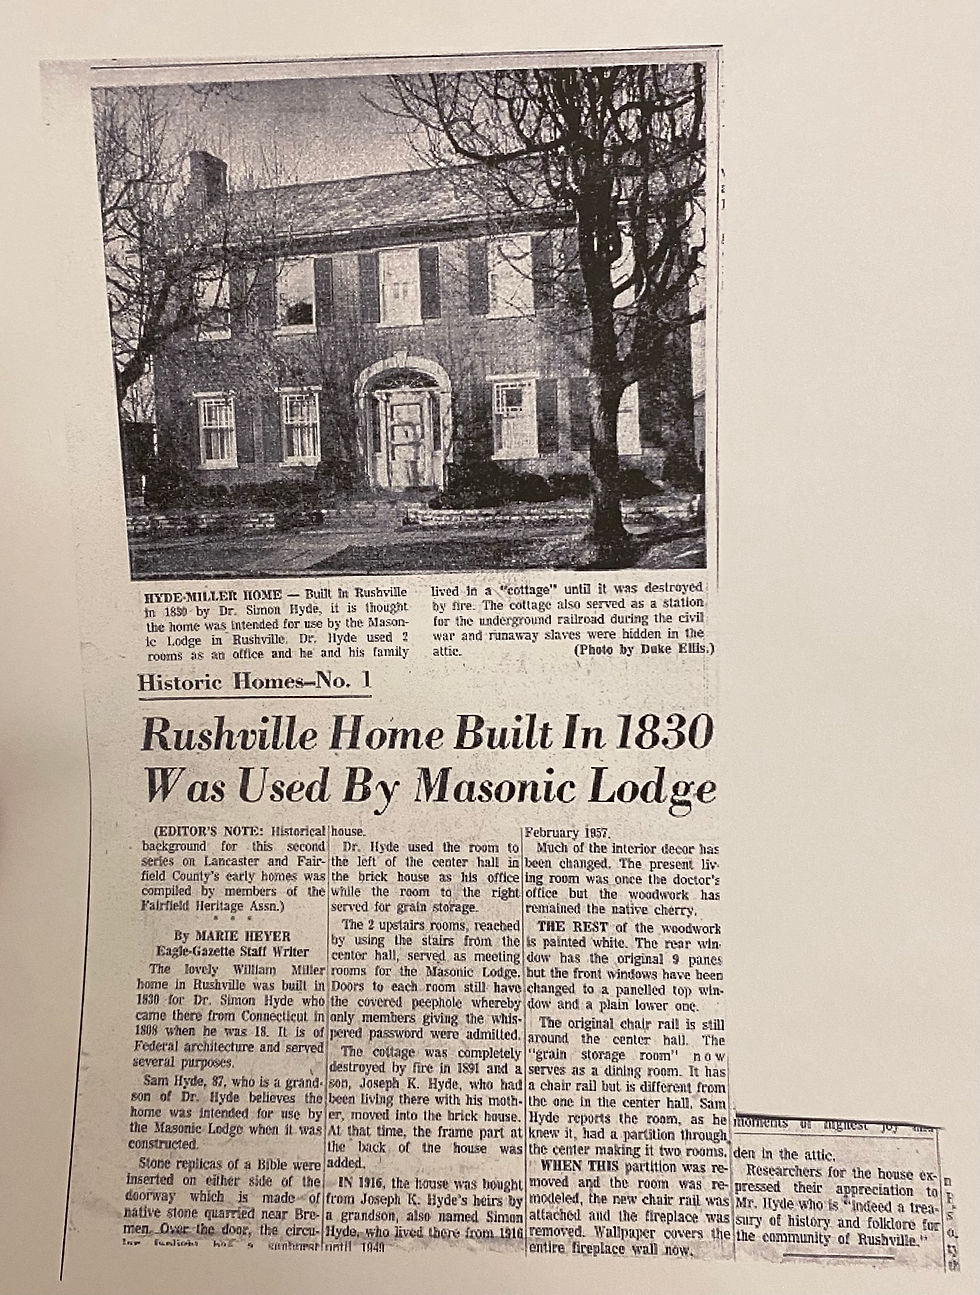 HYDE-MILLER HOME — Built in Rushville
in 1830 by Dr. Simon Hyde, it is thought
the home was intended for use by the Mason-
ic Lodge in Rushville. Dr. Hyde used 2
rooms as an office and he and his family
lived in a "cottage" until it was destroyed
by fire. The cottage also served as a station
for the underground railroad during the civil
war and runaway slaves were hidden in the
attic. (Photo by Duke Ellis.)
Historic Homes—No. 1
Rushville Home Built In 1830
Was Used By Masonic Lodge
(EDITOR'S NOTE: Historical
background for this second
series on Lancaster and Fair-
field County's early homes was
compiled by members of the
Fairfield Heritage Assn.)
* * *
By MARIE HEYER
Eagle-Gazette Staff Writer
The lovely William Miller
home in Rushville was built in
1830 for Dr. Simon Hyde who
came there from Connecticut in
1808 when he was 18. It is of
Federal architecture and served
several purposes.
Sam Hyde, 87, who is a grand-
son of Dr. Hyde believes the
home was intended for use by
the Masonic Lodge when it was
constructed.
Stone replicas of a Bible were
inserted on either side of the
doorway which is made of
native stone quarried near Bre-
men. Over the door, the circu-
lar fanlight has a sunburst
house.
Dr. Hyde used the room to
the left of the center hall in
the brick house as his office
while the room to the right
served for grain storage.
The 2 upstairs rooms, reached
by using the stairs from the
center hall, served as meeting
rooms for the Masonic Lodge.
Doors to each room still have
the covered peephole whereby
only members giving the whis-
pered password were admitted.
The cottage was completely
destroyed by fire in 1891 and a
son, Joseph K. Hyde, who had
been living there with his moth-
er, moved into the brick house.
At that time, the frame part at
the back of the house was
added.
IN 1916, the house was bought
from Joseph K. Hyde's heirs by
a grandson, also named Simon
Hyde, who lived there from 1916
until 1949
February 1957.
Much of the interior decor has
been changed. The present liv-
ing room was once the doctor's
office but the woodwork has
remained the native cherry.
THE REST of the woodwork
is painted white. The rear win-
dow has the original 9 panes
but the front windows have been
changed to a panelled top win-
dow and a plain lower one.
The original chair rail is still
around the center hall. The
"grain storage room" now
serves as a dining room. It has
a chair rail but is different from
the one in the center hall. Sam
Hyde reports the room, as he
knew it, had a partition through
the center making it two rooms.
WHEN THIS partition was re-
moved and the room was re-
modeled, the new chair rail was
attached and the fireplace was
removed. Wallpaper covers the
entire fireplace wall now.
moments of highest joy
den in the attic.
Researchers for the house ex-
pressed their appreciation to
Mr. Hyde who is "indeed a trea-
sury of history and folklore for
the community of Rushville."